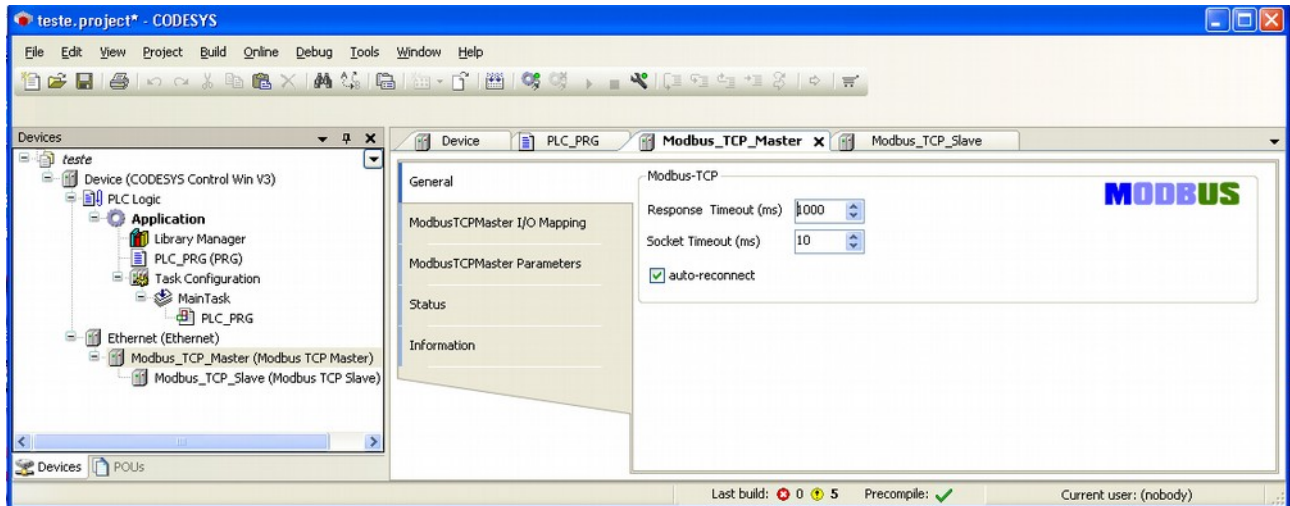 teste.project* - CODESYS
File Edit View Project Build Online Debug Tools Window Help
Devices
teste
Device (CODESYS Control Win V3)
PLC Logic
Application
Library Manager
PLC_PRG (PRG)
Task Configuration
MainTask
PLC_PRG
Ethernet (Ethernet)
Modbus_TCP_Master (Modbus TCP Master)
Modbus_TCP_Slave (Modbus TCP Slave)
Devices POUs
Device PLC_PRG Modbus_TCP_Master Modbus_TCP_Slave
General
ModbusTCPMaster I/O Mapping
ModbusTCPMaster Parameters
Status
Information
Modbus-TCP
MODBUS
Response Timeout (ms) 1000
Socket Timeout (ms) 10
auto-reconnect
Last build: 0 5 Precompile: Current user: (nobody)